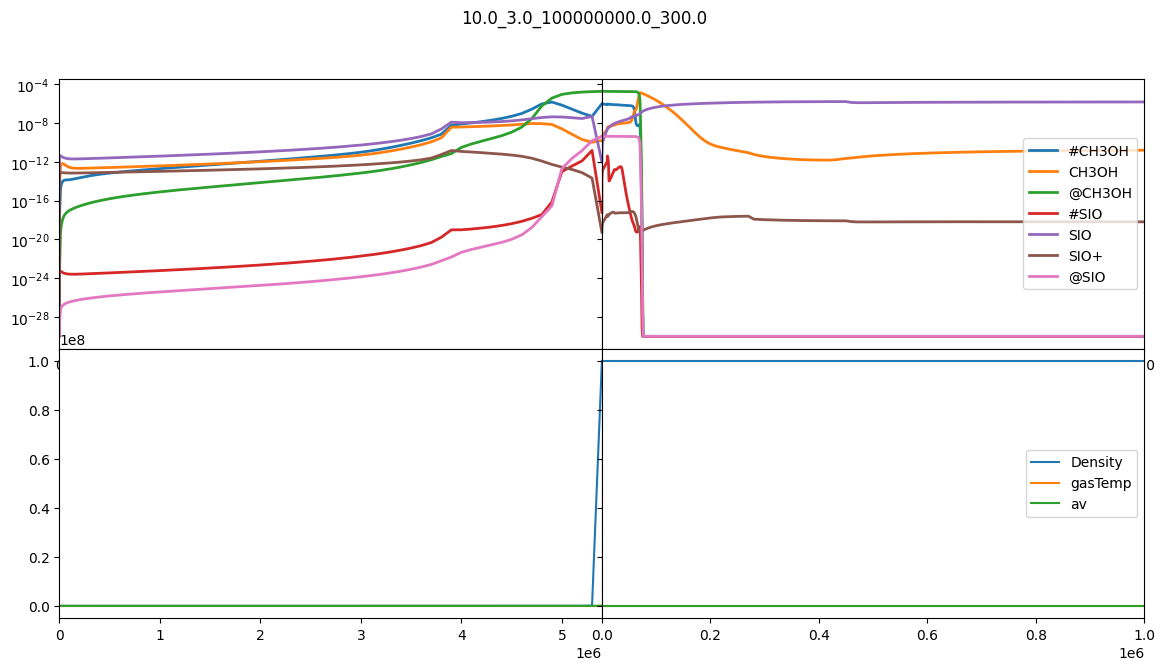 10.0_3.0_100000000.0_300.0
10⁻⁴
10⁻⁸
10⁻¹²
10⁻¹⁶
10⁻²⁰
10⁻²⁴
10⁻²⁸
#CH3OH
CH3OH
@CH3OH
#SIO
SIO
SIO+
@SIO
1e8
0
0
1.0
0.8
0.6
0.4
0.2
0.0
Density
gasTemp
av
0 1 2 3 4 5 0.0 0.2 0.4 0.6 0.8 1.0
1e6 1e6